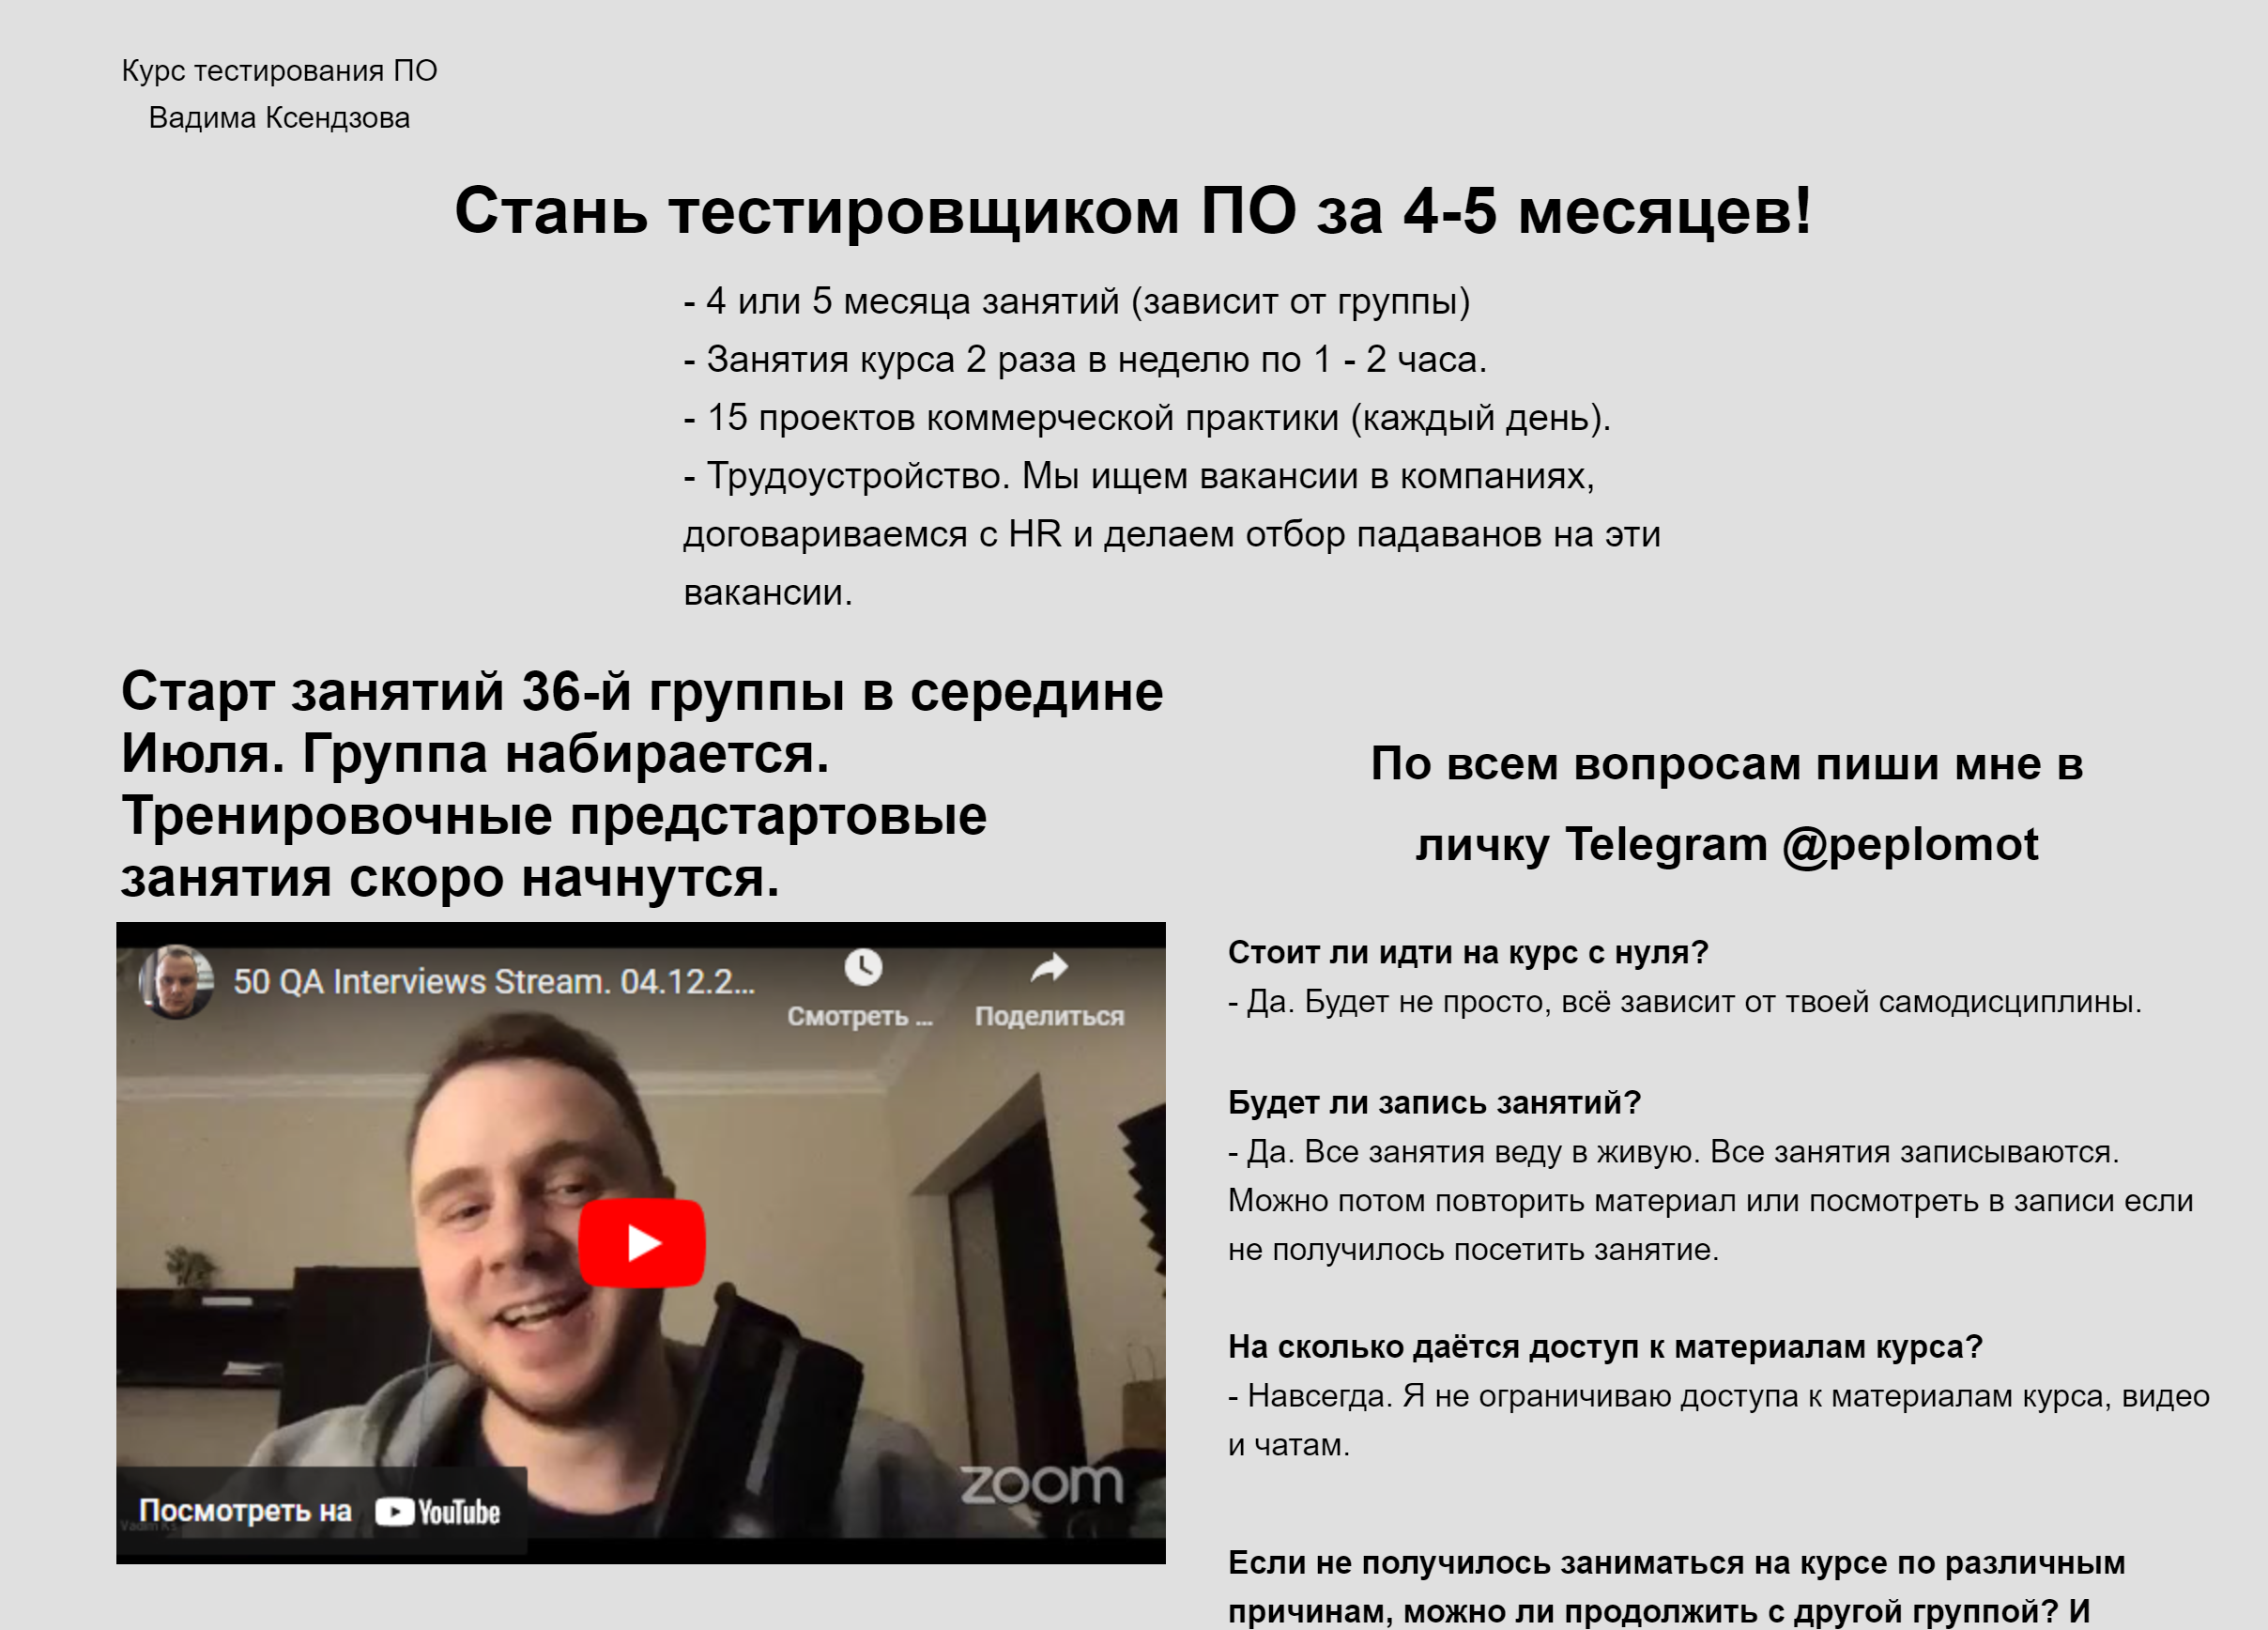 Курс тестирования ПО
Вадима Ксендзова
Стань тестировщиком ПО за 4-5 месяцев!
- 4 или 5 месяца занятий (зависит от группы)
- Занятия курса 2 раза в неделю по 1 - 2 часа.
- 15 проектов коммерческой практики (каждый день).
- Трудоустройство. Мы ищем вакансии в компаниях,
договариваемся с HR и делаем отбор падаванов на эти
вакансии.
Старт занятий 36-й группы в середине
Июля. Группа набирается.
Тренировочные предстартовые
занятия скоро начнутся.
50 QA Interviews Stream. 04.12.2...
Смотреть ...
Поделиться
zoom
Посмотреть на YouTube
Vadim Ks
По всем вопросам пиши мне в
личку Telegram @peplomot
Стоит ли идти на курс с нуля?
- Да. Будет не просто, всё зависит от твоей самодисциплины.
Будет ли запись занятий?
- Да. Все занятия веду в живую. Все занятия записываются.
Можно потом повторить материал или посмотреть в записи если
не получилось посетить занятие.
На сколько даётся доступ к материалам курса?
- Навсегда. Я не ограничиваю доступа к материалам курса, видео
и чатам.
Если не получилось заниматься на курсе по различным
причинам, можно ли продолжить с другой группой? И